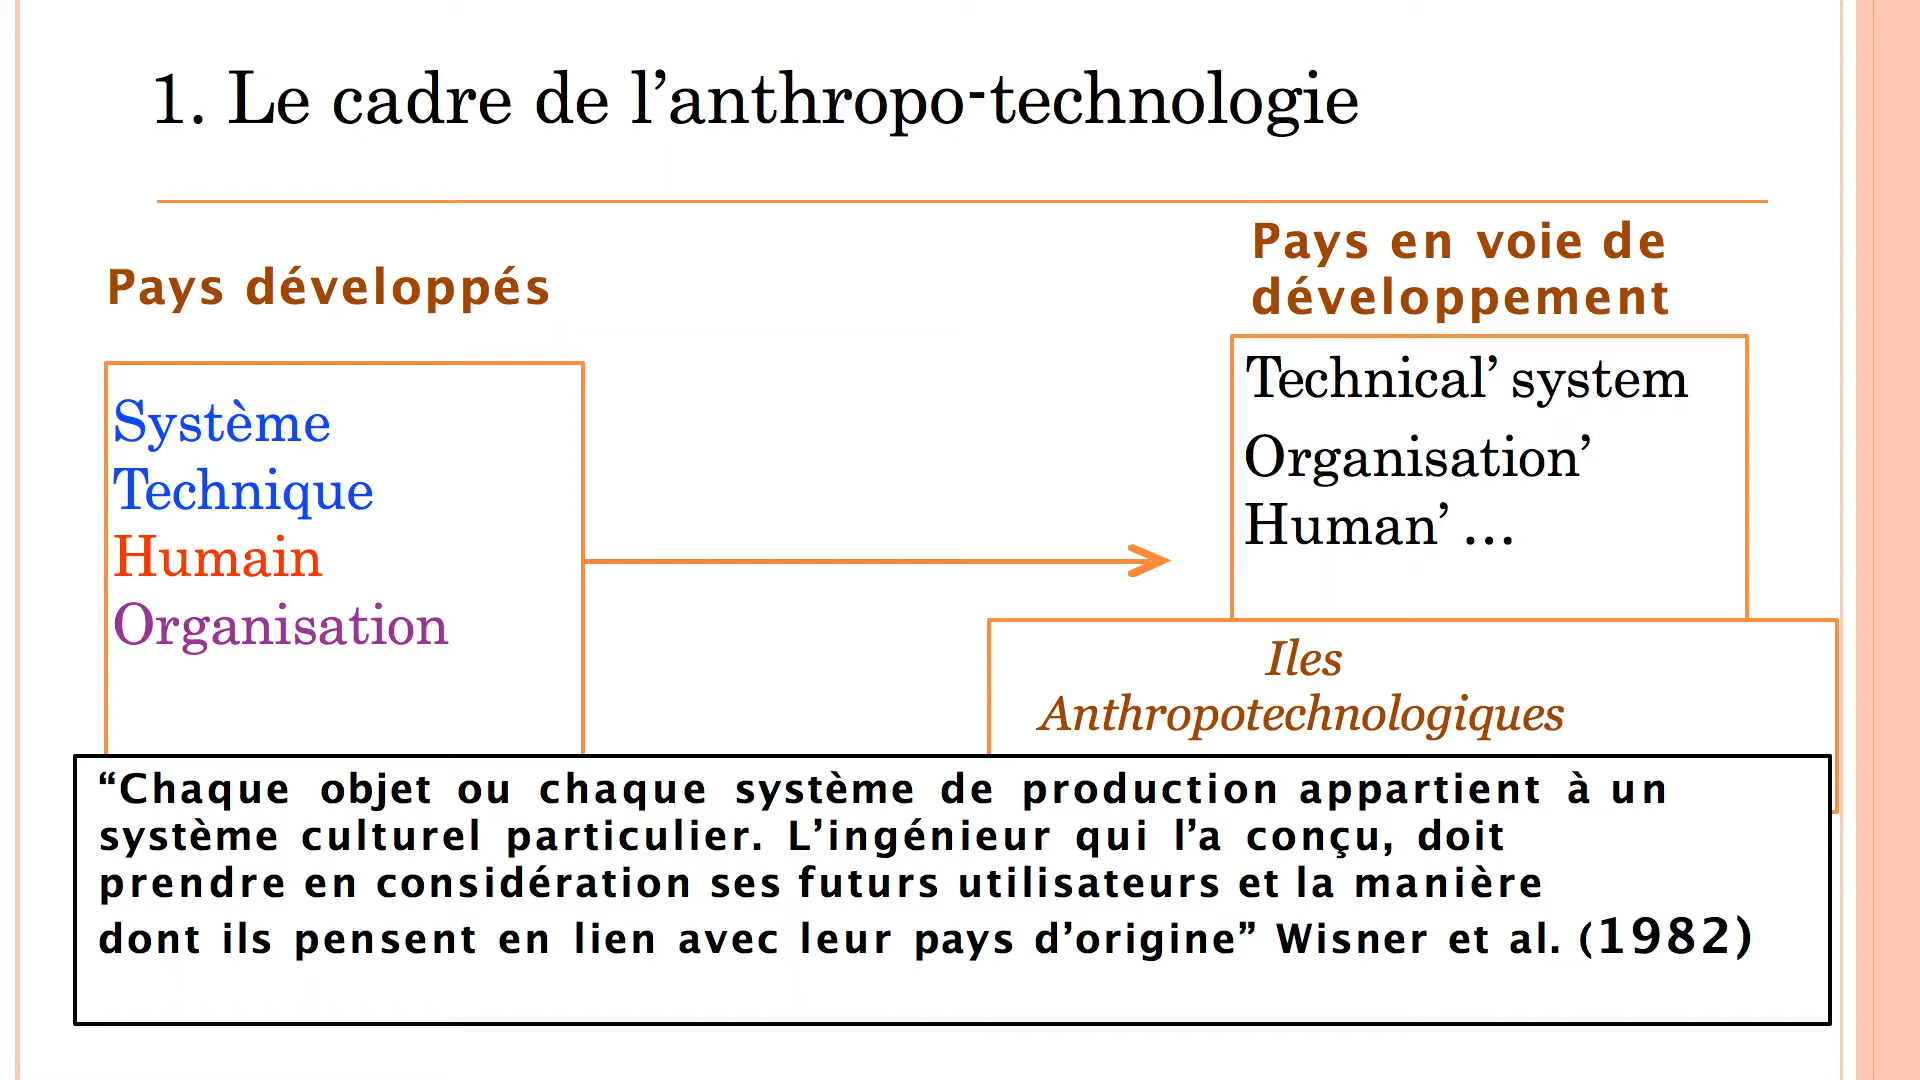 1. Le cadre de l’anthropo-technologie
Pays développés
Système
Technique
Humain
Organisation
Pays en voie de
développement
Technical’ system
Organisation’
Human’ ...
Iles
Anthropotechnologiques
“Chaque objet ou chaque système de production appartient à un
système culturel particulier. L’ingénieur qui l’a conçu, doit
prendre en considération ses futurs utilisateurs et la manière
dont ils pensent en lien avec leur pays d’origine” Wisner et al. (1982)